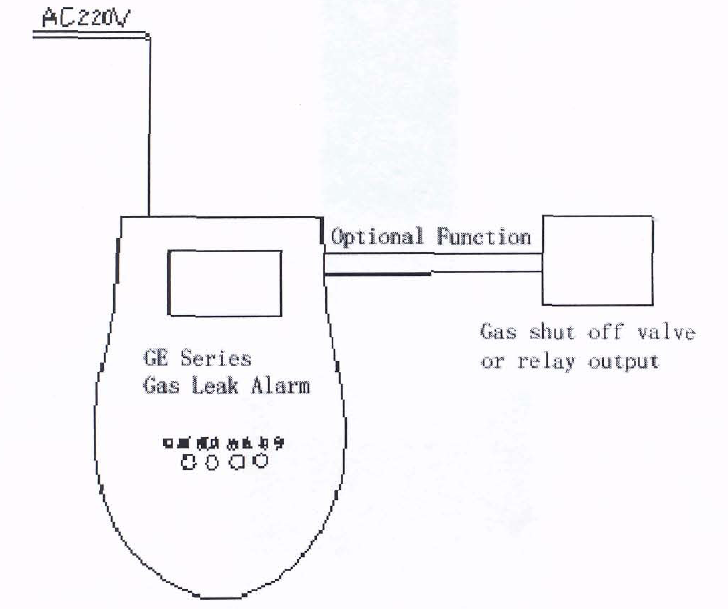 AC220V
Optional Function
Gas shut off valve
or relay output
GE Series
Gas Leak Alarm